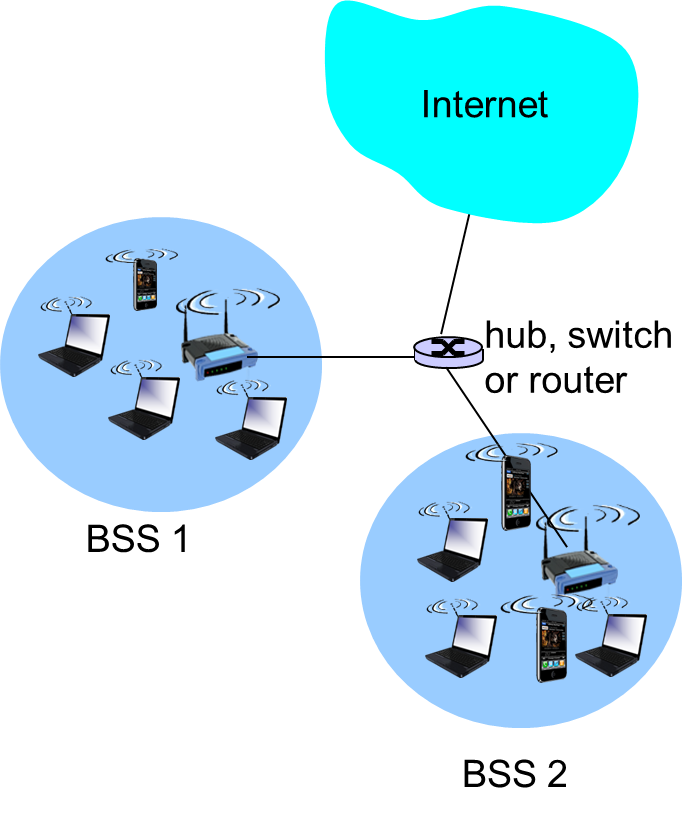 Internet
hub, switch
or router
BSS 1
BSS 2